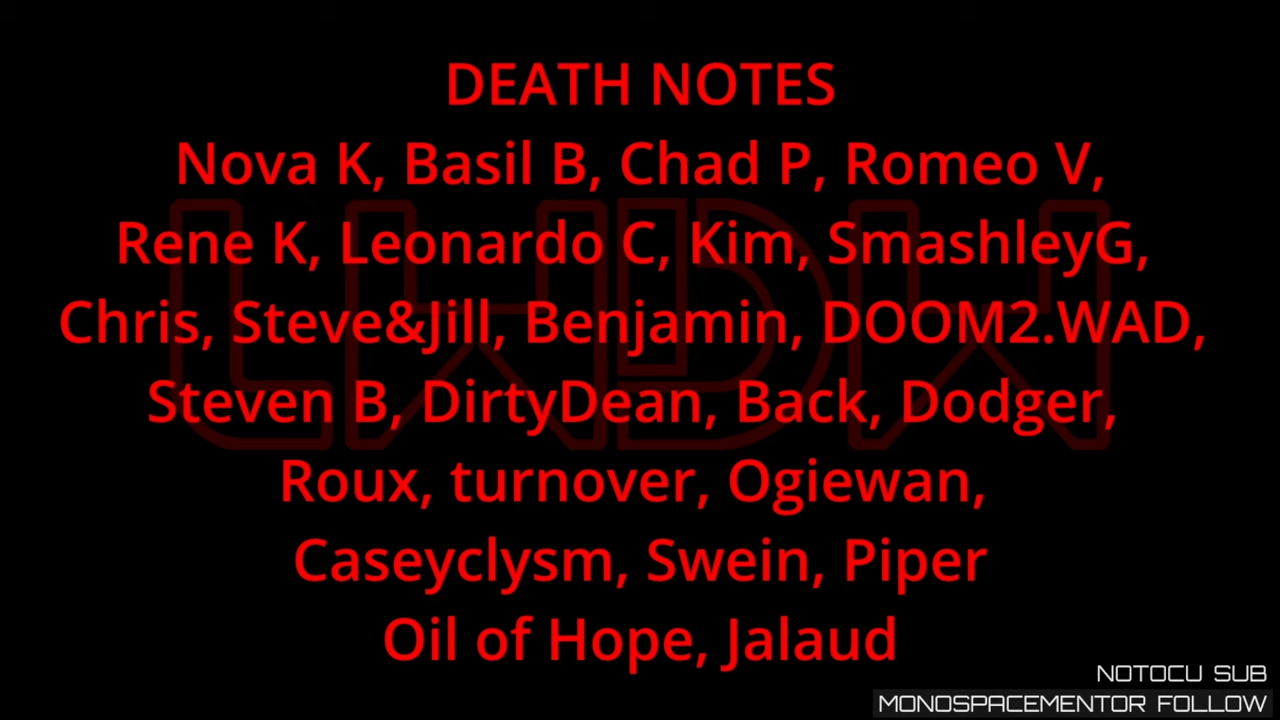 DEATH NOTES
Nova K, Basil B, Chad P, Romeo V,
Rene K, Leonardo C, Kim, SmashleyG,
Chris, Steve&Jill, Benjamin, DOOM2.WAD,
Steven B, DirtyDean, Back, Dodger,
Roux, turnover, Ogiewan,
Caseyclysm, Swein, Piper
Oil of Hope, Jalaud
NOTOCU SUB
MONOSPACEMENTOR FOLLOW